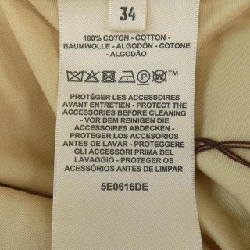 34
100% COTON - COTTON -
BAUMWOLLE - ALGODÓN - COTONE
- ALGODÃO
PROTÉGER LES ACCESSOIRES
AVANT ENTRETIEN - PROTECT THE
ACCESSORIES BEFORE CLEANING
- VOR DEM REINIGEN DIE
ACCESSOIRES ABDECKEN -
PROTEGER LOS ACCESORIOS
ANTES DE LAVAR - PROTEGGERE
GLI ACCESSORI PRIMA DEL
LAVAGGIO - PROTEGER OS
ACESSÓRIOS ANTES DE LIMPAR
5E0616DE